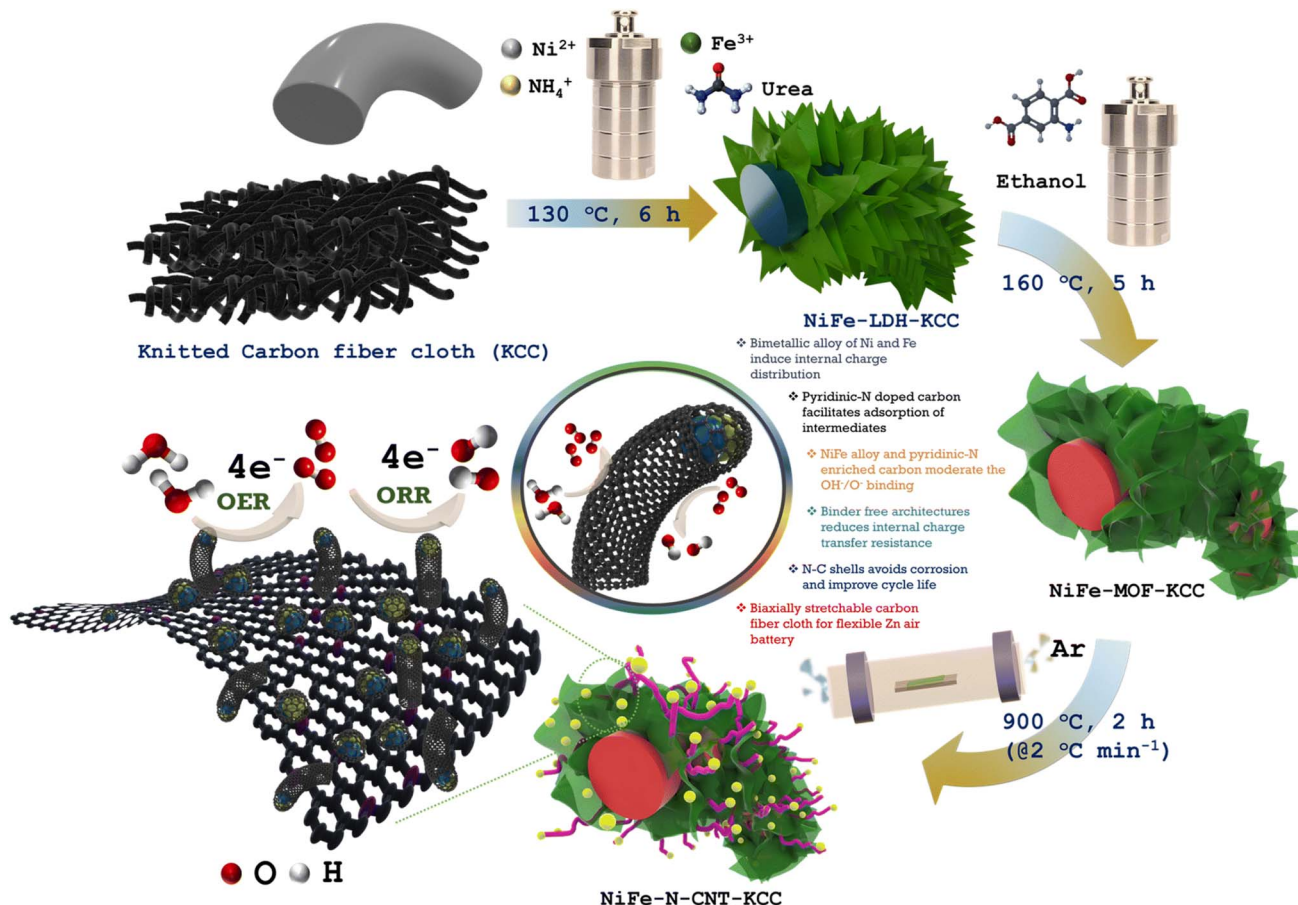 Ni²⁺
NH₄⁺
Fe³⁺
Urea
130 °C, 6 h
Knitted Carbon fiber cloth (KCC)
NiFe-LDH-KCC
Ethanol
160 °C, 5 h
❖ Bimetallic alloy of Ni and Fe
induce internal charge
distribution
❖ Pyridinic-N doped carbon
facilitates adsorption of
intermediates
❖ NiFe alloy and pyridinic-N
enriched carbon moderate the
OH⁻/O⁻ binding
❖ Binder free architectures
reduces internal charge
transfer resistance
❖ N-C shells avoids corrosion
and improve cycle life
❖ Biaxially stretchable carbon
fiber cloth for flexible Zn air
battery
NiFe-MOF-KCC
Ar
900 °C, 2 h
(@2 °C min⁻¹)
4e⁻
OER
4e⁻
ORR
O
H
NiFe-N-CNT-KCC